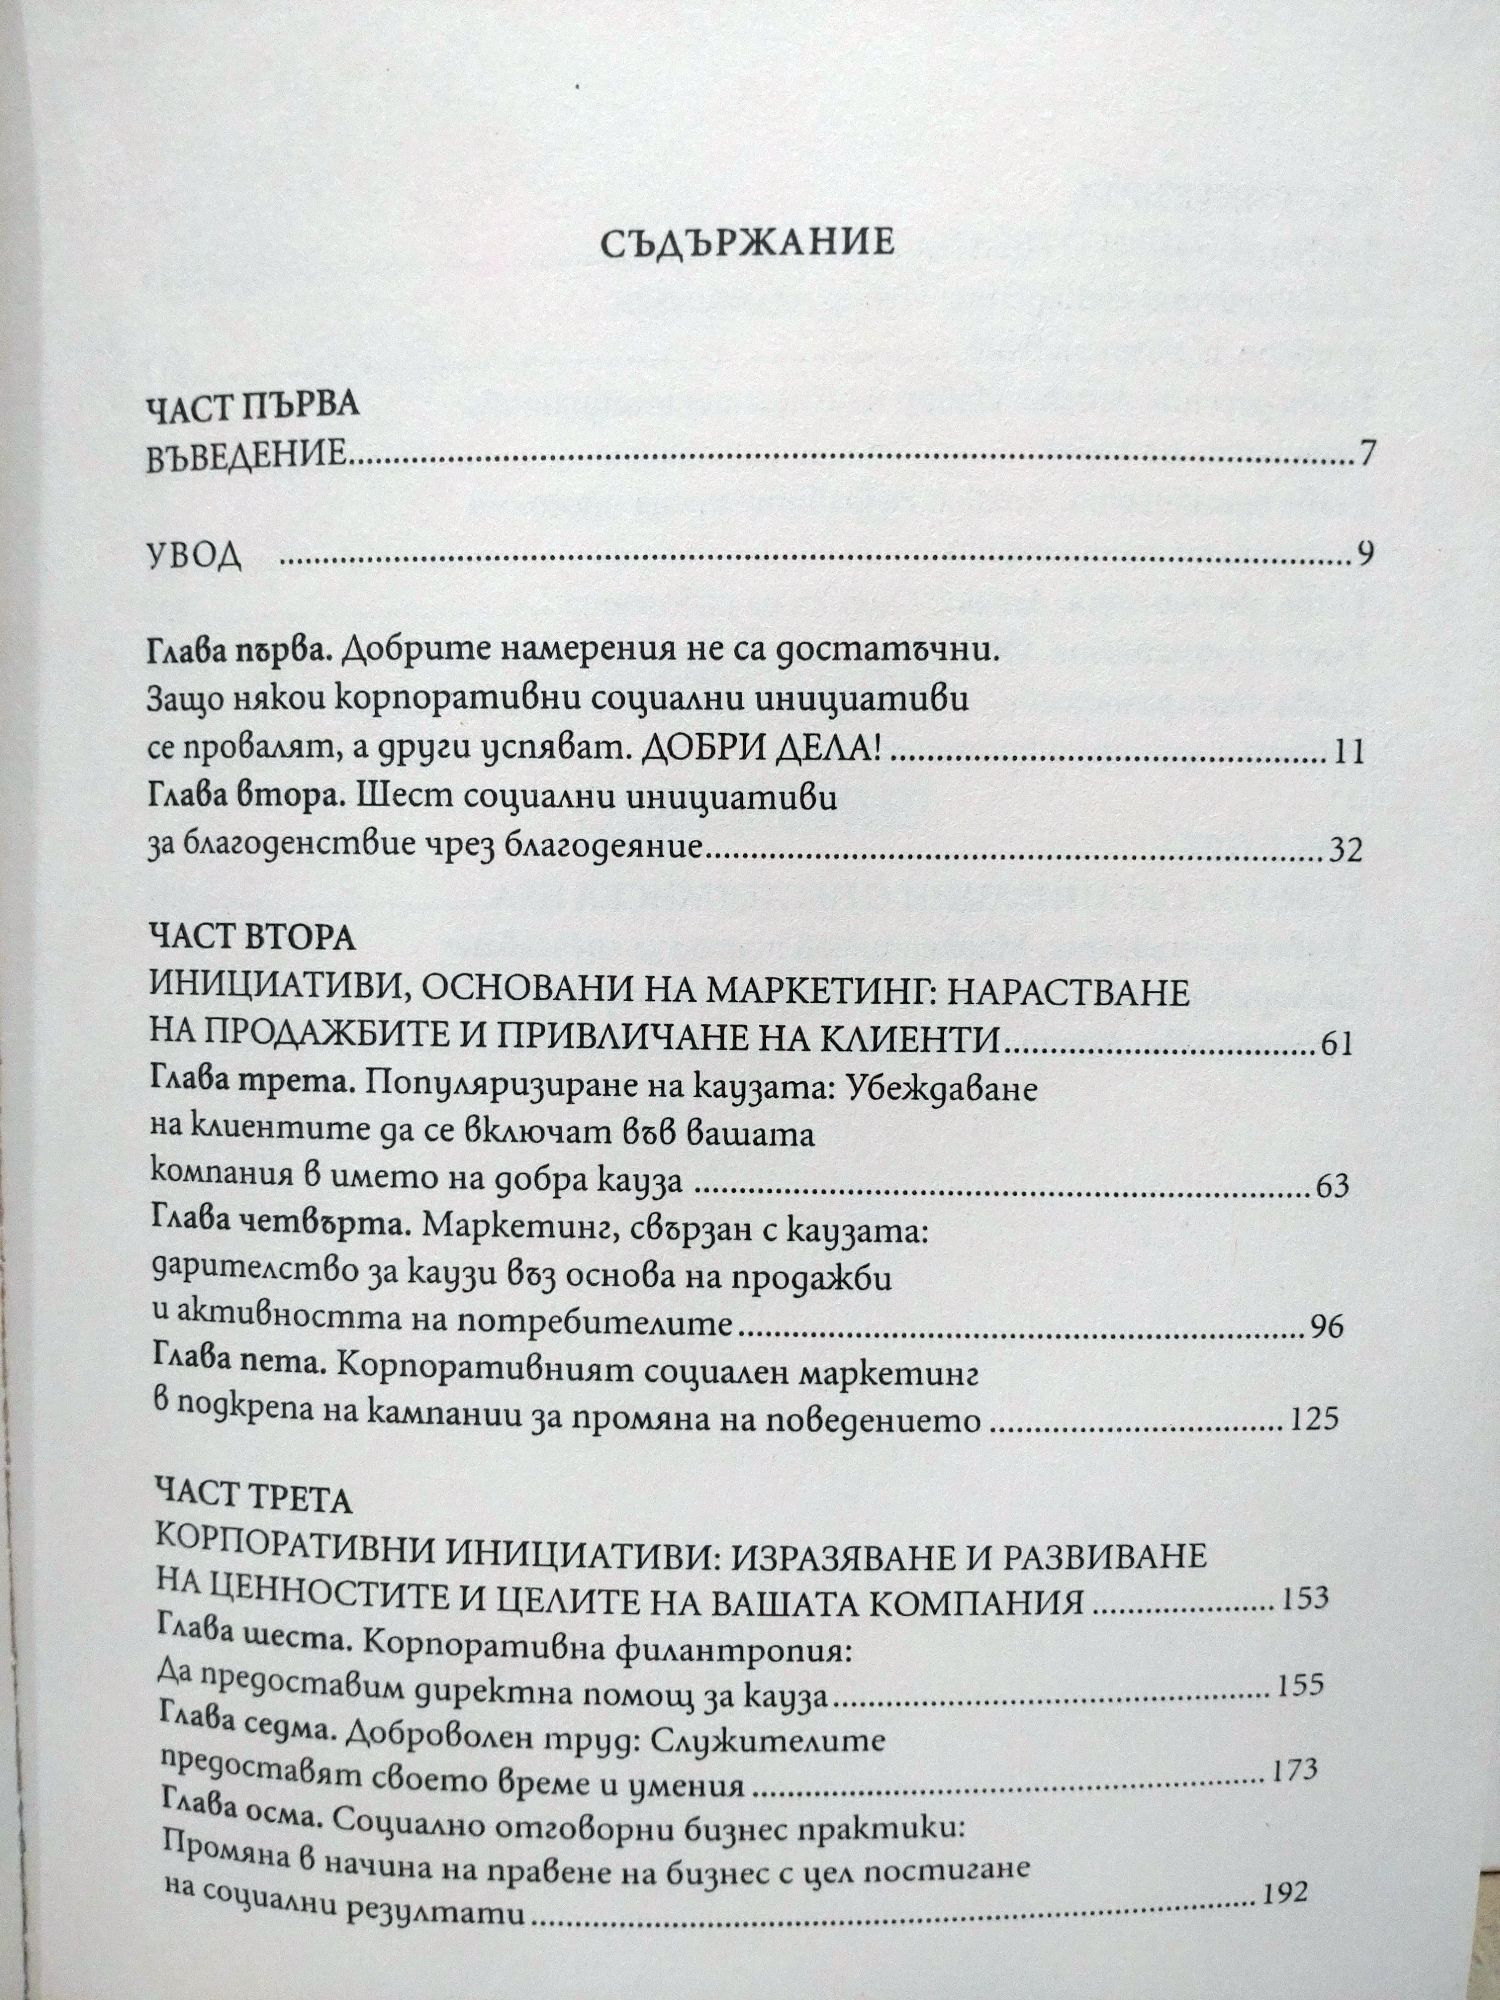 СЪДЪРЖАНИЕ
ЧАСТ ПЪРВА
ВЪВЕДЕНИЕ........................................7
УВОД ........................................9
Глава първа. Добрите намерения не са достатъчни.
Защо някои корпоративни социални инициативи
се провалят, а други успяват. ДОБРИ ДЕЛА! ........................................11
Глава втора. Шест социални инициативи
за благоденствие чрез благодеяние........................................32
ЧАСТ ВТОРА
ИНИЦИАТИВИ, ОСНОВАНИ НА МАРКЕТИНГ: НАРАСТВАНЕ
НА ПРОДАЖБИТЕ И ПРИВЛИЧАНЕ НА КЛИЕНТИ........................................61
Глава трета. Популяризиране на каузата: Убеждаване
на клиентите да се включат във вашата
компания в името на добра кауза ........................................63
Глава четвърта. Маркетинг, свързан с каузата:
дарителство за каузи въз основа на продажби
и активността на потребителите........................................96
Глава пета. Корпоративният социален маркетинг
в подкрепа на кампании за промяна на поведението ........................................125
ЧАСТ ТРЕТА
КОРПОРАТИВНИ ИНИЦИАТИВИ: ИЗРАЗЯВАНЕ И РАЗВИВАНЕ
НА ЦЕННОСТИТЕ И ЦЕЛИТЕ НА ВАШАТА КОМПАНИЯ ........................................153
Глава шеста. Корпоративна филантропия:
Да предоставим директна помощ за кауза........................................155
Глава седма. Доброволен труд: Служителите
предоставят своето време и умения ........................................173
Глава осма. Социално отговорни бизнес практики:
Промяна в начина на правене на бизнес с цел постигане
на социални резултати ........................................192